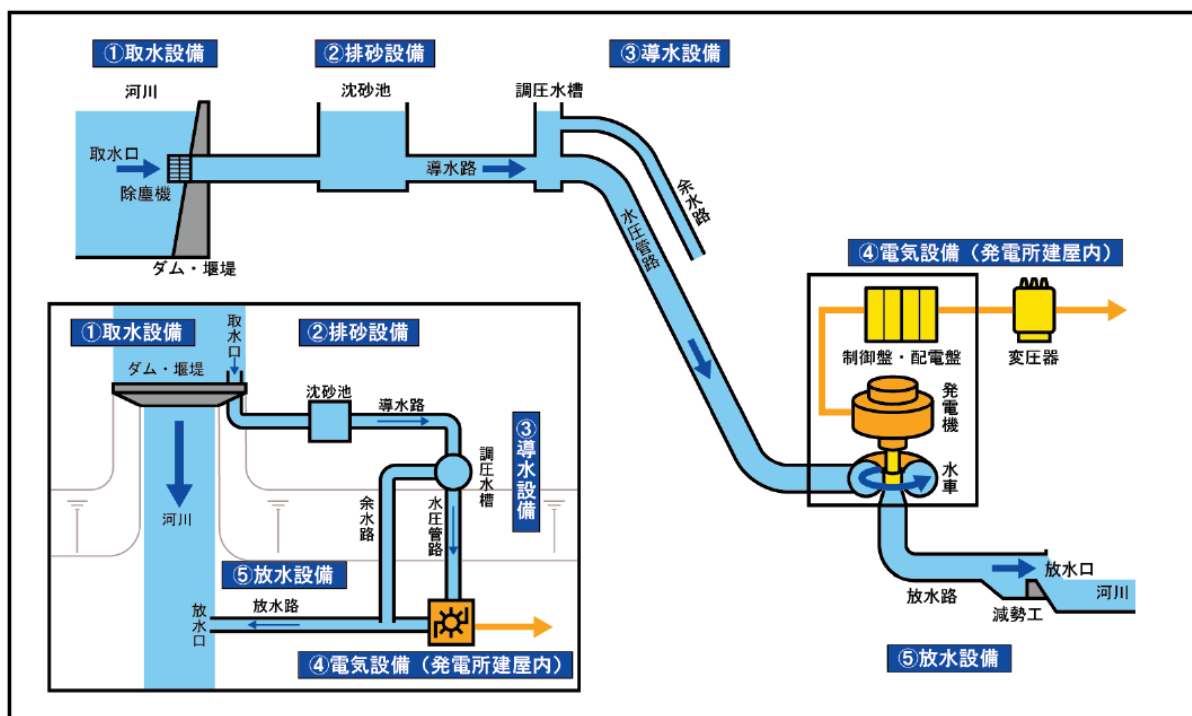 ①取水設備
②排砂設備
③導水設備
河川
沈砂池
調圧水槽
取水口
導水路
除塵機
余水路
水圧管路
ダム・堰堤
④電気設備（発電所建屋内）
制御盤・配電盤
変圧器
発電機
水車
放水口
放水路
河川
減勢工
⑤放水設備
①取水設備
取水口
②排砂設備
ダム・堰堤
沈砂池
導水路
③導水設備
調圧水槽
余水路
水圧管路
河川
⑤放水設備
放水路
放水口
④電気設備（発電所建屋内）